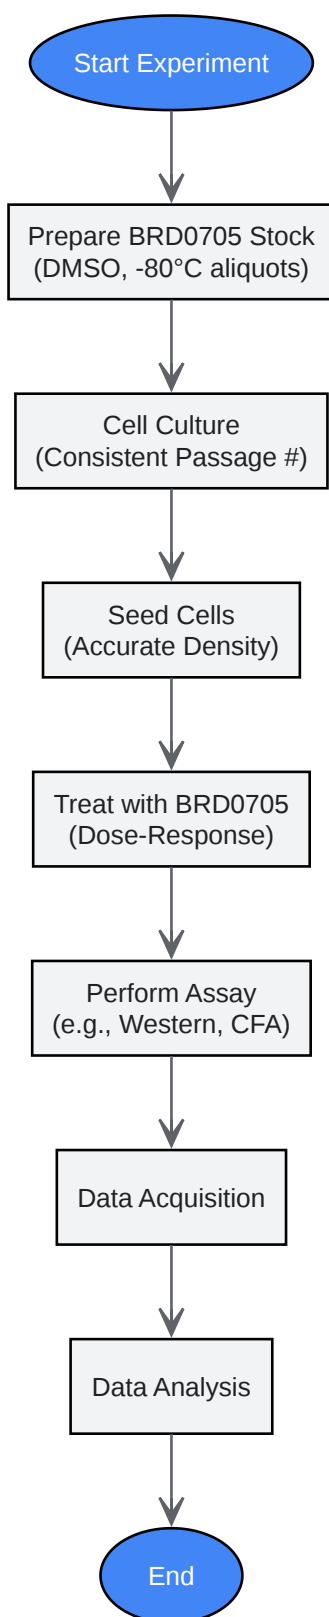 Start Experiment
Prepare BRD0705 Stock
(DMSO, -80°C aliquots)
Cell Culture
(Consistent Passage #)
Seed Cells
(Accurate Density)
Treat with BRD0705
(Dose-Response)
Perform Assay
(e.g., Western, CFA)
Data Acquisition
Data Analysis
End